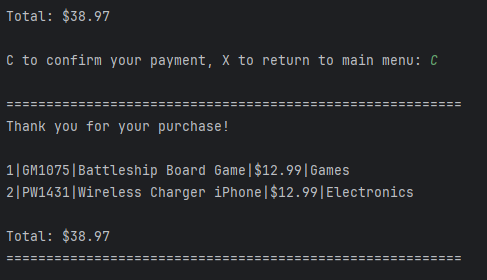 Total: $38.97
C to confirm your payment, X to return to main menu: C
=========================================================
Thank you for your purchase!
1|GM1075|Battleship Board Game|$12.99|Games
2|PW1431|Wireless Charger iPhone|$12.99|Electronics
Total: $38.97
=========================================================